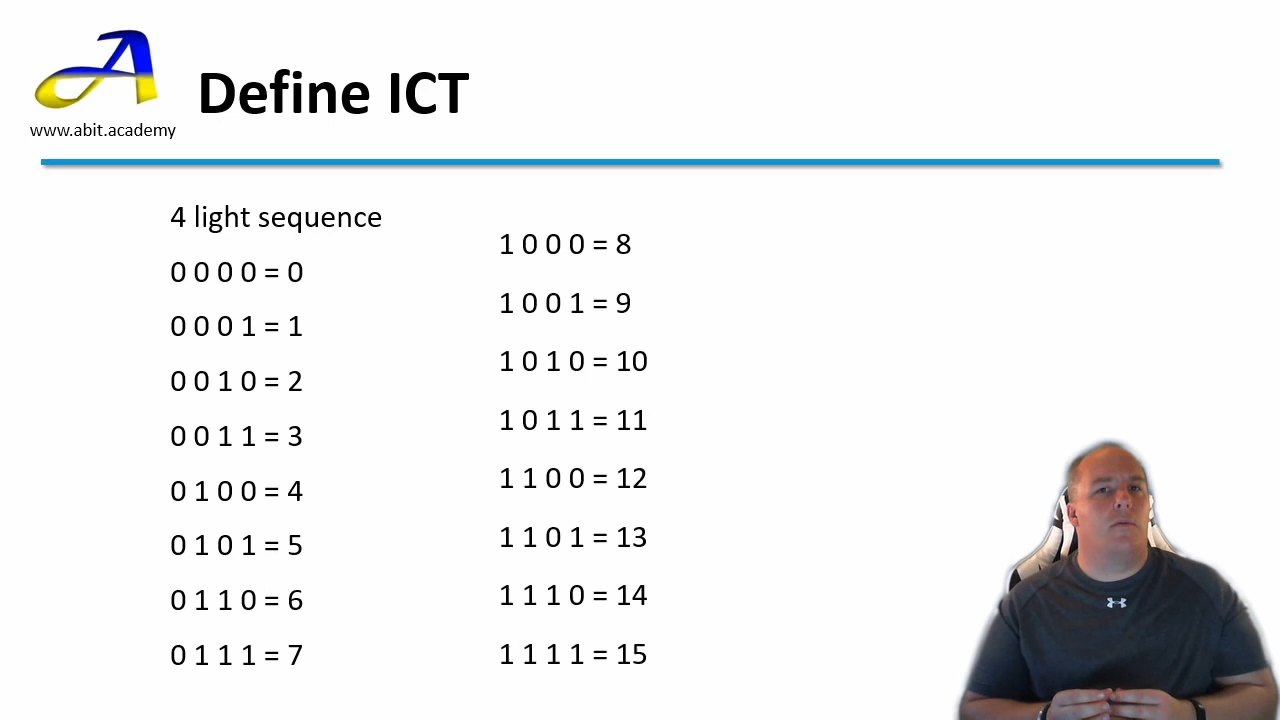 Define ICT
www.abit.academy
4 light sequence
0 0 0 0 = 0
0 0 0 1 = 1
0 0 1 0 = 2
0 0 1 1 = 3
0 1 0 0 = 4
0 1 0 1 = 5
0 1 1 0 = 6
0 1 1 1 = 7
1 0 0 0 = 8
1 0 0 1 = 9
1 0 1 0 = 10
1 0 1 1 = 11
1 1 0 0 = 12
1 1 0 1 = 13
1 1 1 0 = 14
1 1 1 1 = 15